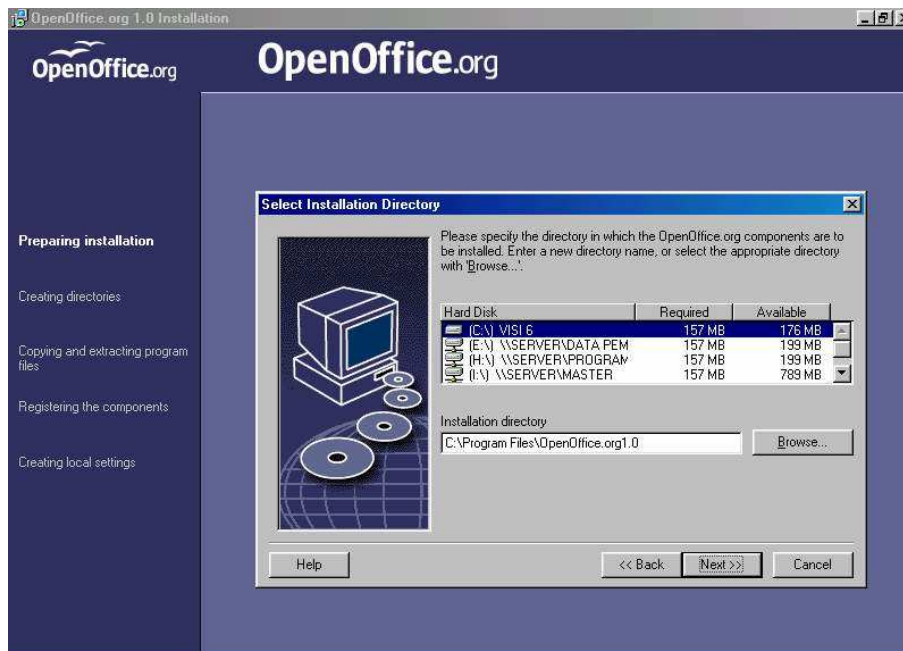 OpenOffice.org 1.0 Installation
OpenOffice.org
OpenOffice.org
Preparing installation
Creating directories
Copying and extracting program
files
Registering the components
Creating local settings
Select Installation Directory
Please specify the directory in which the OpenOffice.org components are to
be installed. Enter a new directory name, or select the appropriate directory
with 'Browse...'.
Hard Disk Required Available
(C:\) VISI 6 157 MB 176 MB
(E:\) \\SERVER\DATA PEM 157 MB 199 MB
(H:\) \\SERVER\PROGRAM 157 MB 199 MB
(I:\) \\SERVER\MASTER 157 MB 789 MB
Installation directory
C:\Program Files\OpenOffice.org1.0
Browse...
Help
<< Back
Next >>
Cancel